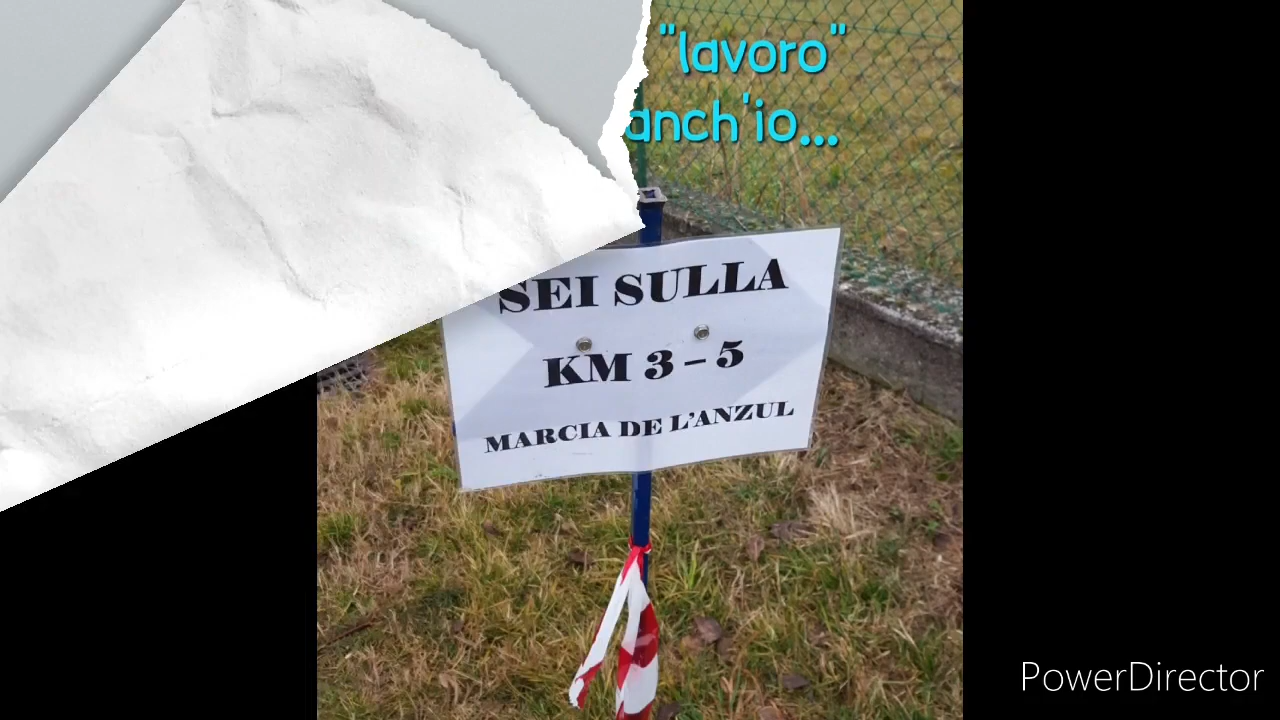 "lavoro"
anch'io...
SEI SULLA
KM 3 – 5
MARCIA DE L'ANZUL
PowerDirector